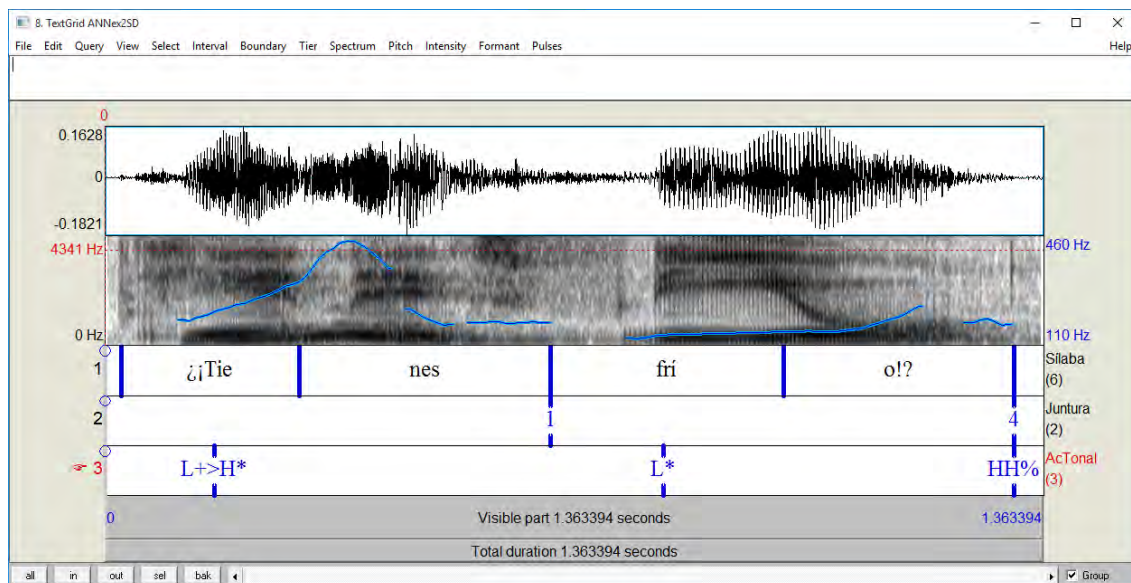 8. TextGrid ANNex2SD
File Edit Query View Select Interval Boundary Tier Spectrum Pitch Intensity Formant Pulses Help
0
0.1628
0
-0.1821
4341 Hz 460 Hz
0 Hz 110 Hz
1 ¿¡Tie nes frí o!? Sílaba
(6)
2 1 4 Juntura
(2)
3 L+>H* L* HH% AcTonal
(3)
0 Visible part 1.363394 seconds 1.363394
Total duration 1.363394 seconds
all in out sel bak Group